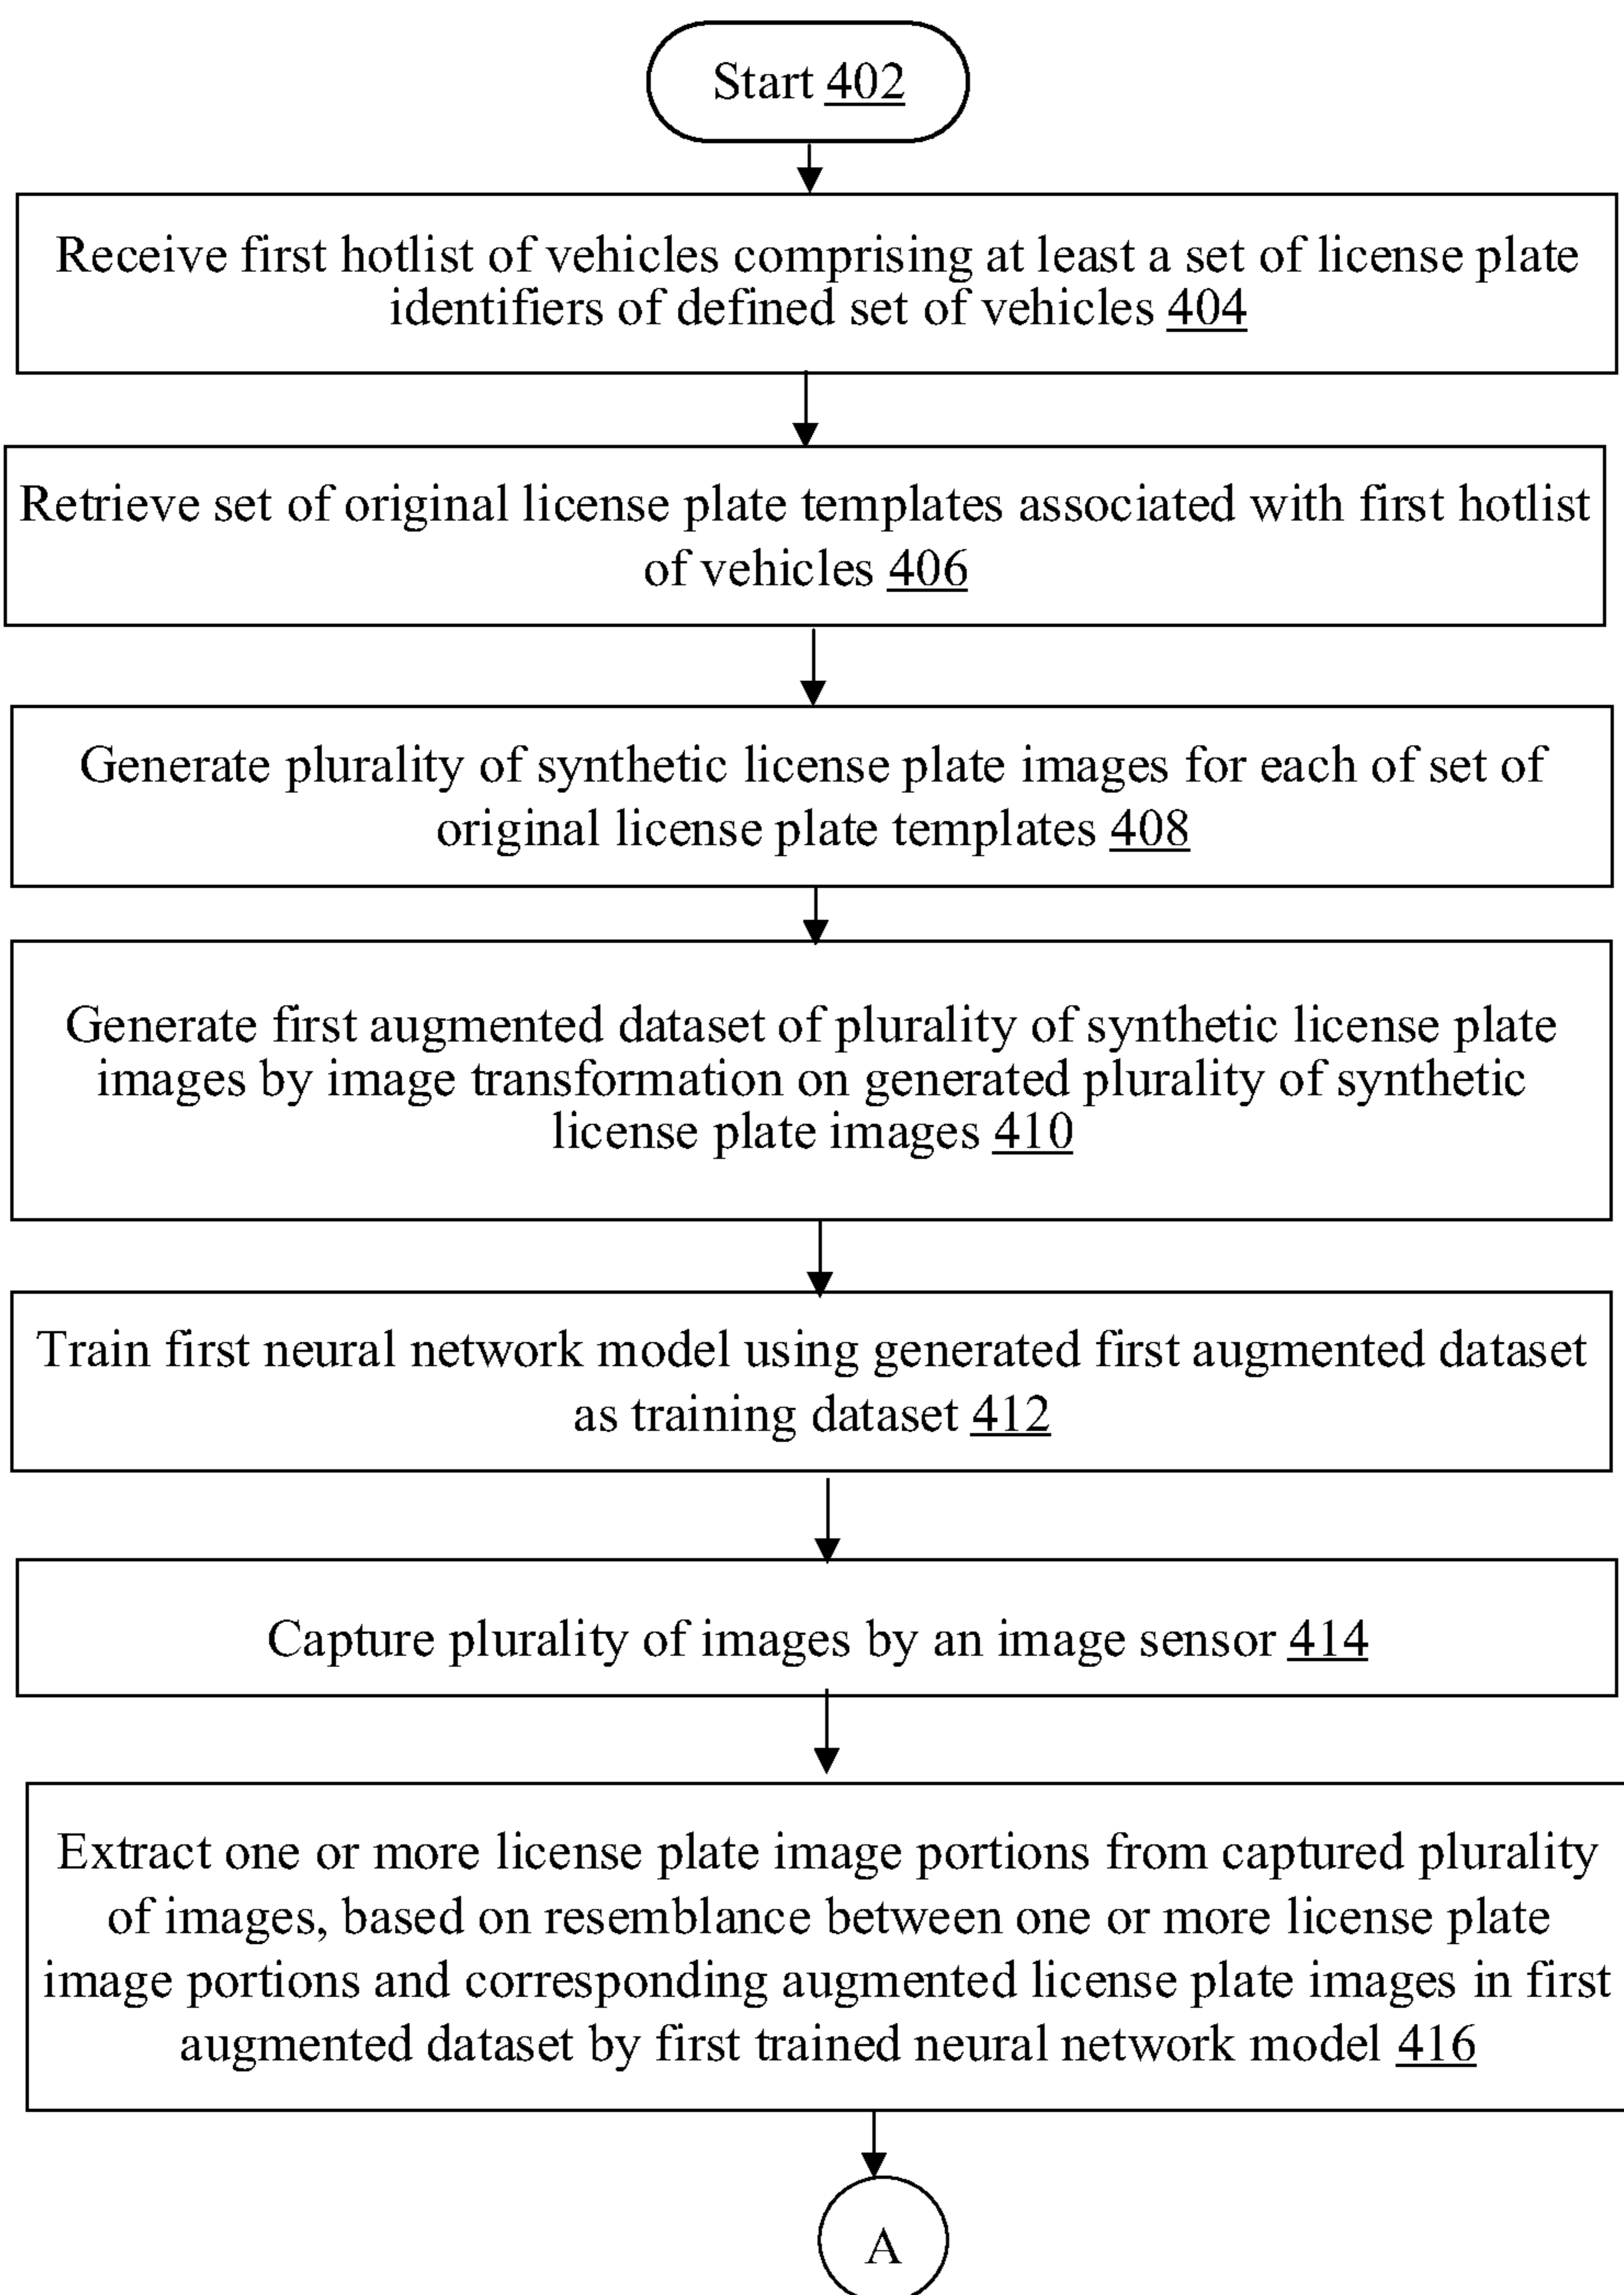 Start 402
Receive first hotlist of vehicles comprising at least a set of license plate
identifiers of defined set of vehicles 404
Retrieve set of original license plate templates associated with first hotlist
of vehicles 406
Generate plurality of synthetic license plate images for each of set of
original license plate templates 408
Generate first augmented dataset of plurality of synthetic license plate
images by image transformation on generated plurality of synthetic
license plate images 410
Train first neural network model using generated first augmented dataset
as training dataset 412
Capture plurality of images by an image sensor 414
Extract one or more license plate image portions from captured plurality
of images, based on resemblance between one or more license plate
image portions and corresponding augmented license plate images in first
augmented dataset by first trained neural network model 416
A